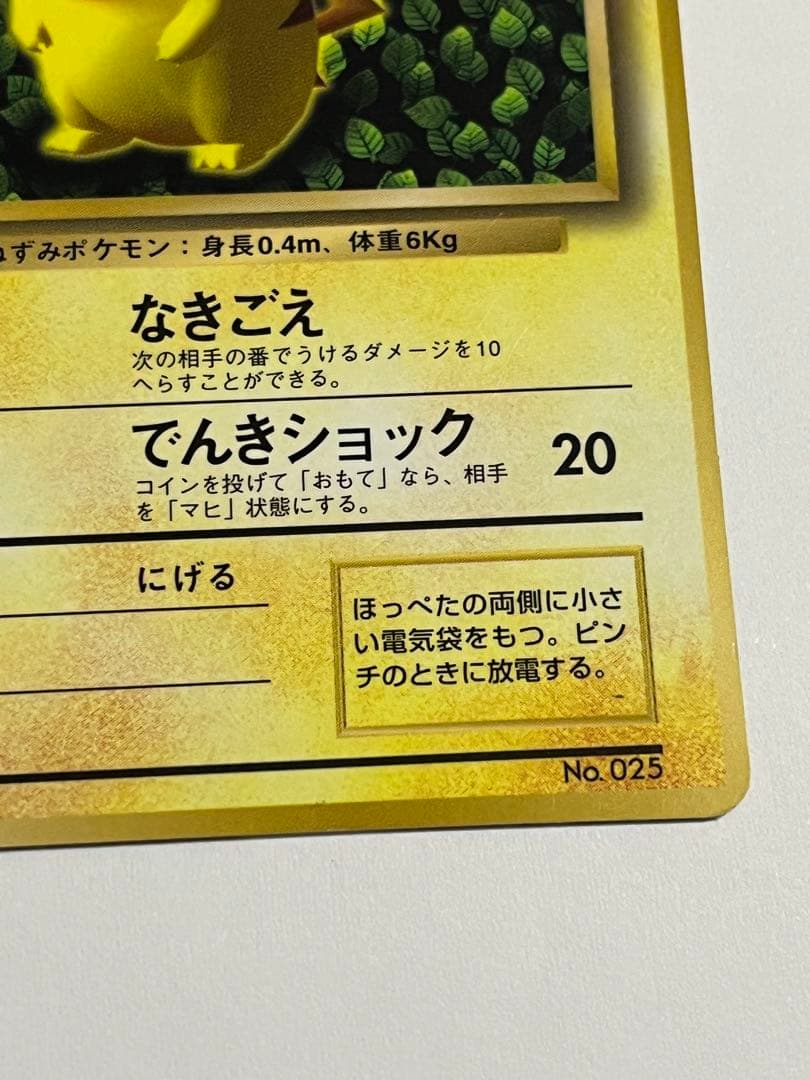 ねずみポケモン：身長0.4m、体重6Kg
なきごえ
次の相手の番でうけるダメージを10
へらすことができる。
でんきショック 20
コインを投げて「おもて」なら、相手
を「マヒ」状態にする。
にげる
ほっぺたの両側に小さ
い電気袋をもつ。ピン
チのときに放電する。
No. 025